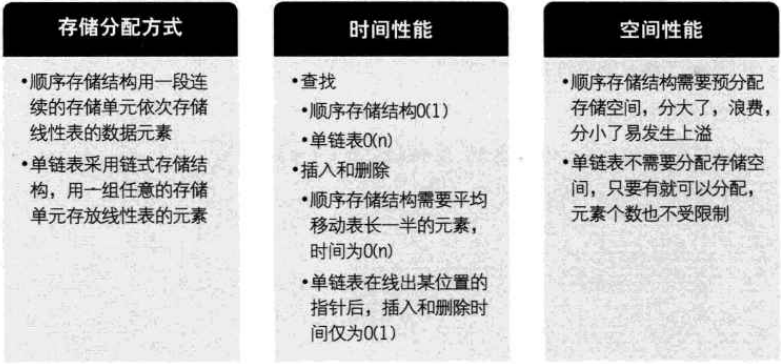 存储分配方式
•顺序存储结构用一段连
续的存储单元依次存储
线性表的数据元素
•单链表采用链式存储结
构，用一组任意的存储
单元存放线性表的元素
时间性能
•查找
•顺序存储结构O(1)
•单链表O(n)
•插入和删除
•顺序存储结构需要平均
移动表长一半的元素，
时间为O(n)
•单链表在线出某位置的
指针后，插入和删除时
间仅为O(1)
空间性能
•顺序存储结构需要预分配
存储空间，分大了，浪费，
分小了易发生上溢
•单链表不需要分配存储空
间，只要有就可以分配，
元素个数也不受限制